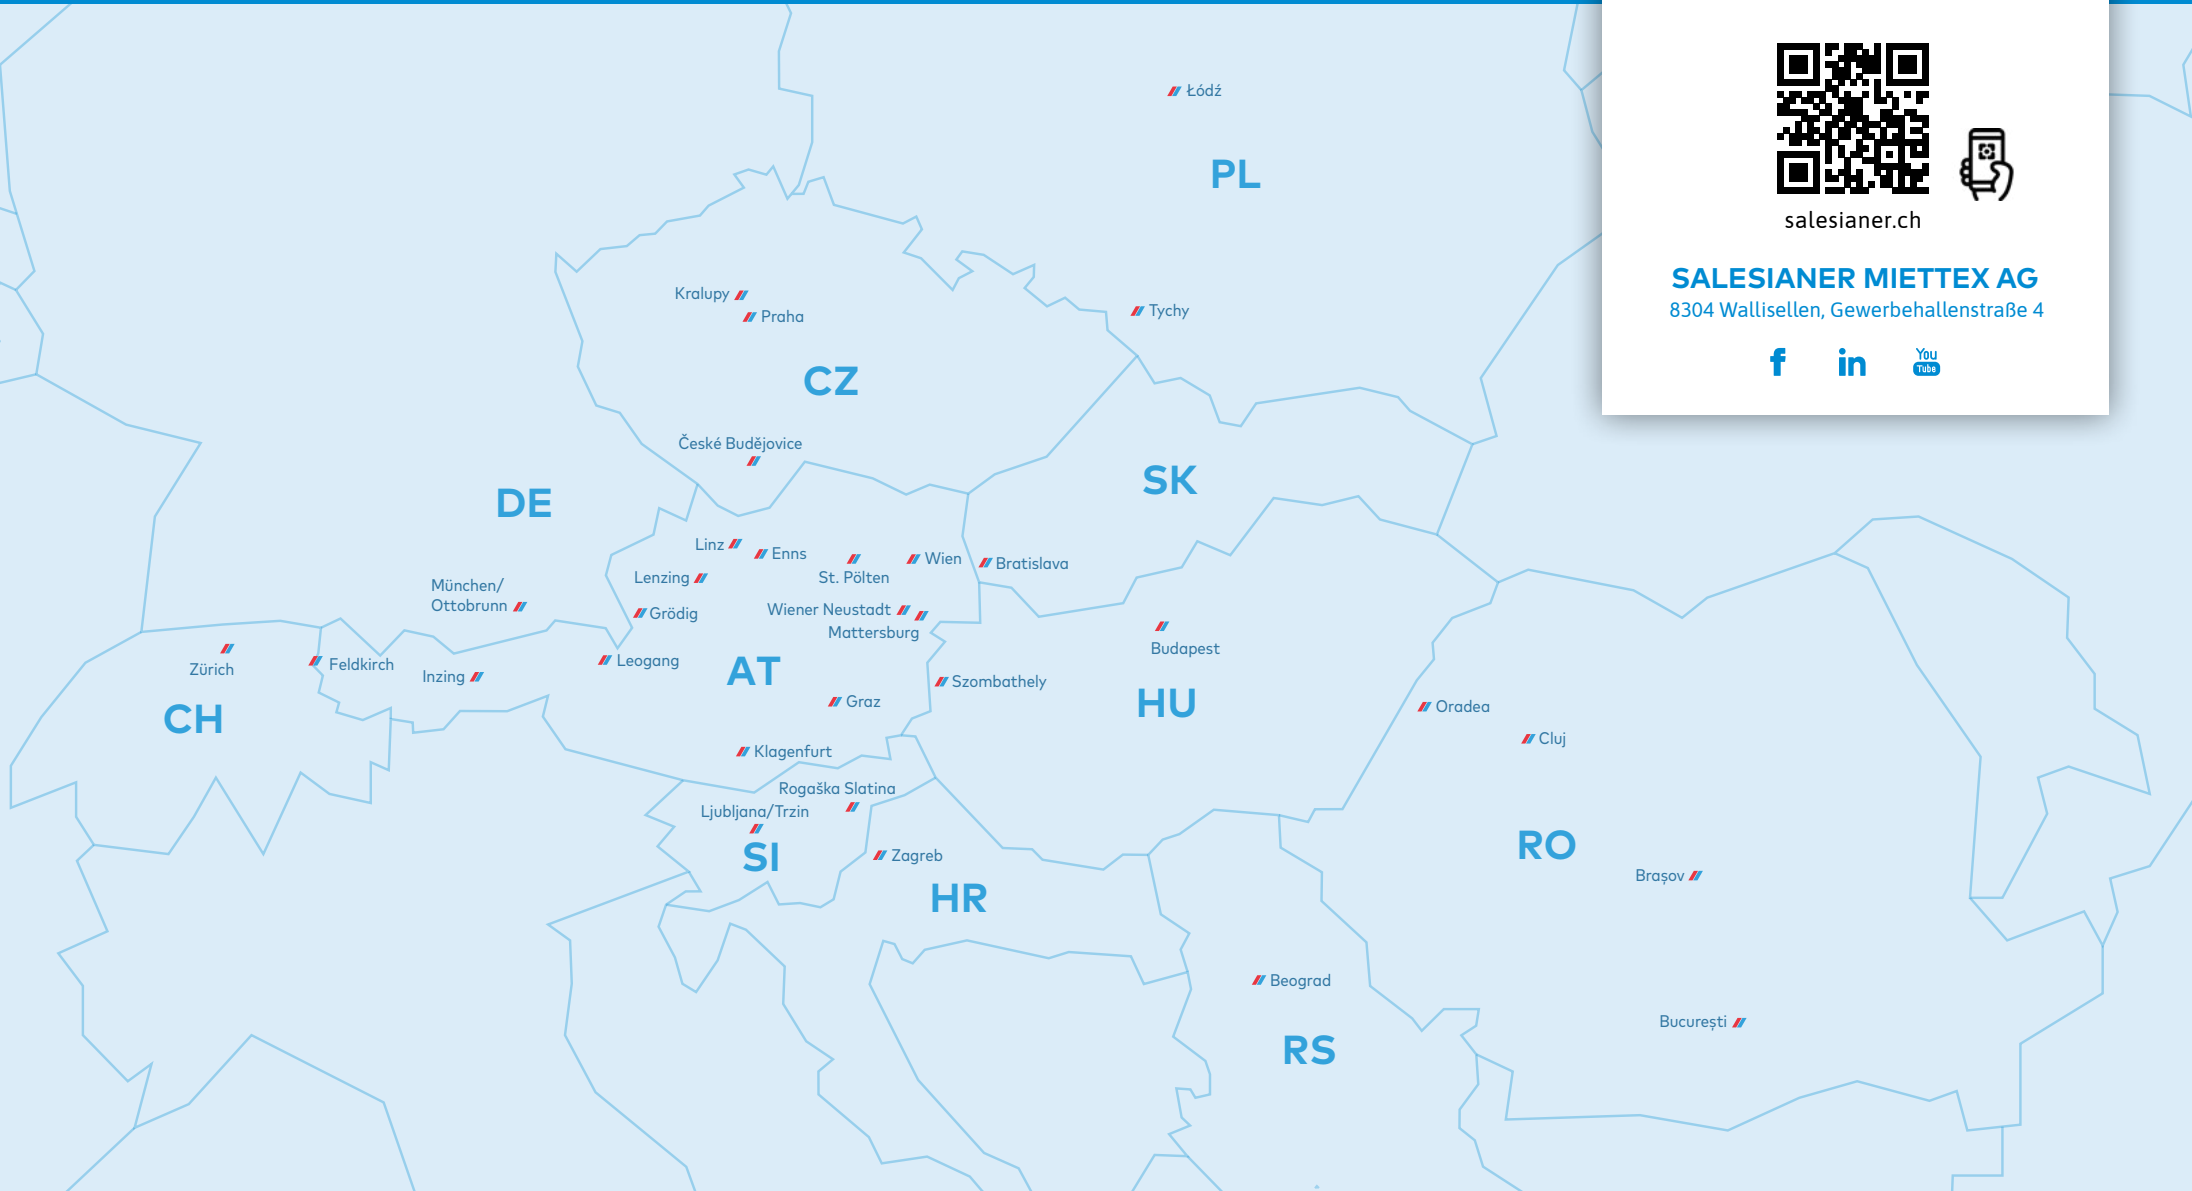 Łódź
PL
salesianer.ch
SALESIANER MIETTEX AG
8304 Wallisellen, Gewerbehallenstraße 4
f
in
You
Tube
Kralupy
Praha
Tychy
CZ
České Budějovice
SK
DE
Linz
Enns
St. Pölten
Wien
Bratislava
Lenzing
München/
Ottobrunn
Grödig
Wiener Neustadt
Mattersburg
Budapest
Zürich
Feldkirch
Inzing
Leogang
AT
Szombathely
CH
Graz
HU
Oradea
Cluj
Klagenfurt
Rogaška Slatina
Ljubljana/Trzin
SI
Zagreb
HR
RO
Brașov
Beograd
București
RS